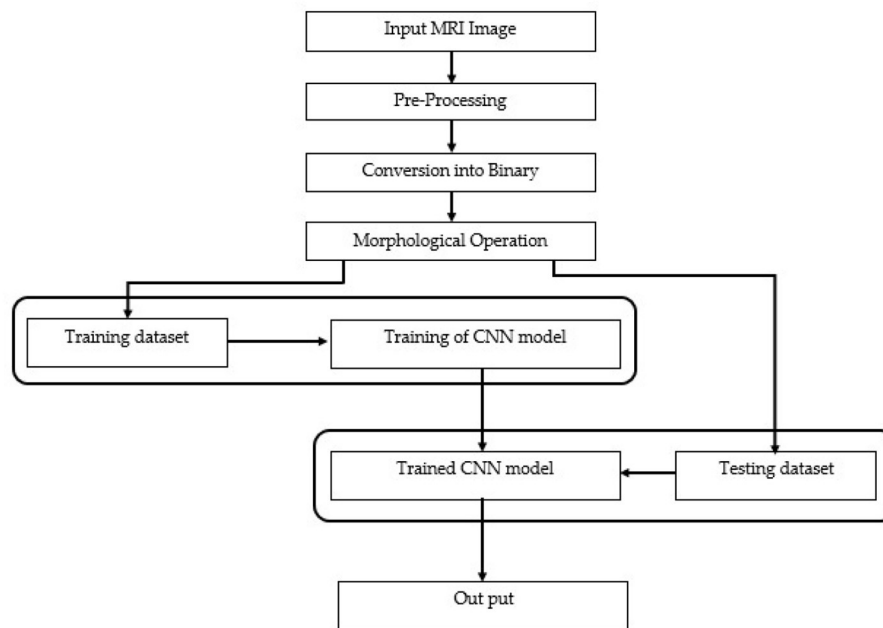 Input MRI Image
Pre-Processing
Conversion into Binary
Morphological Operation
Training dataset
Training of CNN model
Trained CNN model
Testing dataset
Out put